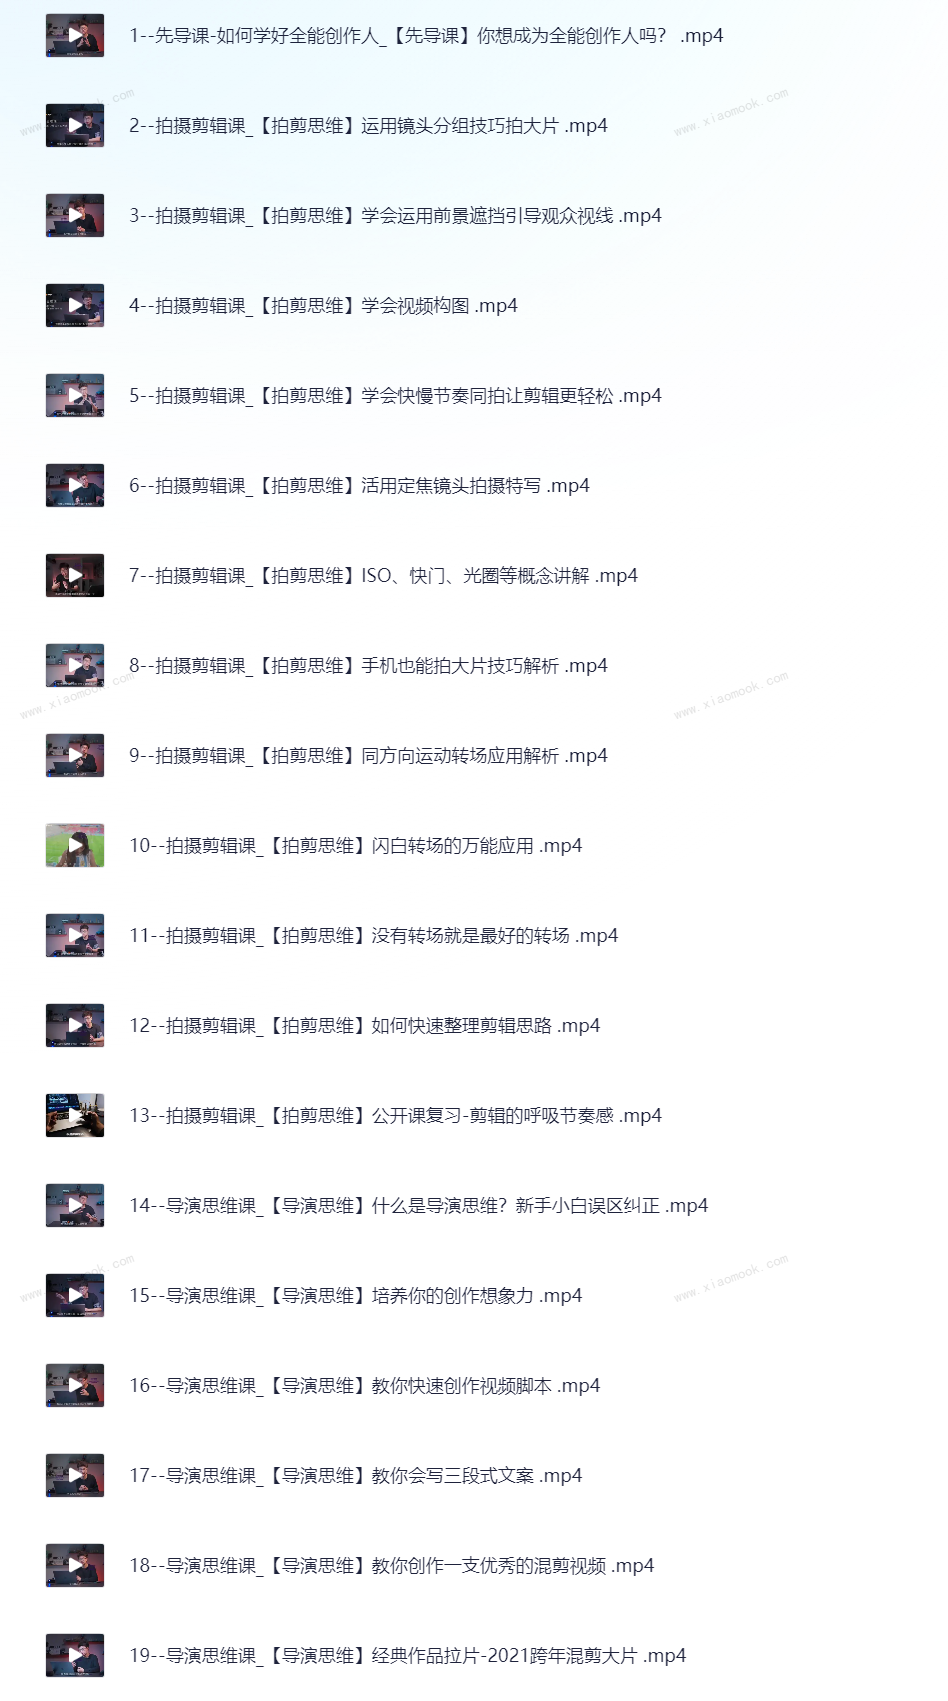 1--先导课-如何学好全能创作人_【先导课】你想成为全能创作人吗？ .mp4
www.xiaomook.com
2--拍摄剪辑课_【拍剪思维】运用镜头分组技巧拍大片 .mp4
www.xiaomook.com
3--拍摄剪辑课_【拍剪思维】学会运用前景遮挡引导观众视线 .mp4
4--拍摄剪辑课_【拍剪思维】学会视频构图 .mp4
5--拍摄剪辑课_【拍剪思维】学会快慢节奏同拍让剪辑更轻松 .mp4
6--拍摄剪辑课_【拍剪思维】活用定焦镜头拍摄特写 .mp4
7--拍摄剪辑课_【拍剪思维】ISO、快门、光圈等概念讲解 .mp4
8--拍摄剪辑课_【拍剪思维】手机也能拍大片技巧解析 .mp4
www.xiaomook.com
www.xiaomook.com
9--拍摄剪辑课_【拍剪思维】同方向运动转场应用解析 .mp4
10--拍摄剪辑课_【拍剪思维】闪白转场的万能应用 .mp4
11--拍摄剪辑课_【拍剪思维】没有转场就是最好的转场 .mp4
12--拍摄剪辑课_【拍剪思维】如何快速整理剪辑思路 .mp4
13--拍摄剪辑课_【拍剪思维】公开课复习-剪辑的呼吸节奏感 .mp4
14--导演思维课_【导演思维】什么是导演思维？新手小白误区纠正 .mp4
www.xiaomook.com
15--导演思维课_【导演思维】培养你的创作想象力 .mp4
www.xiaomook.com
16--导演思维课_【导演思维】教你快速创作视频脚本 .mp4
17--导演思维课_【导演思维】教你会写三段式文案 .mp4
18--导演思维课_【导演思维】教你创作一支优秀的混剪视频 .mp4
19--导演思维课_【导演思维】经典作品拉片-2021跨年混剪大片 .mp4